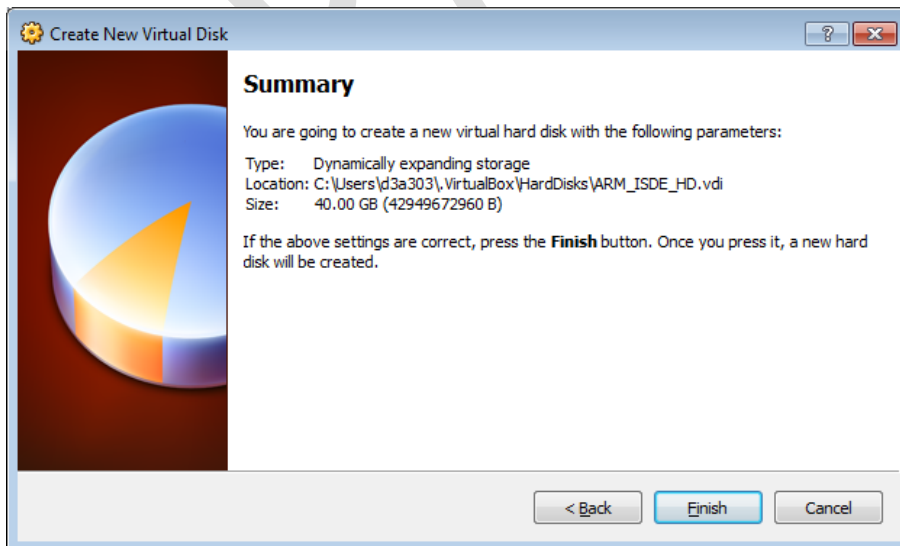 Create New Virtual Disk
Summary
You are going to create a new virtual hard disk with the following parameters:
Type: Dynamically expanding storage
Location: C:\Users\d3a303\.VirtualBox\HardDisks\ARM_ISDE_HD.vdi
Size: 40.00 GB (42949672960 B)
If the above settings are correct, press the Finish button. Once you press it, a new hard
disk will be created.
< Back Finish Cancel